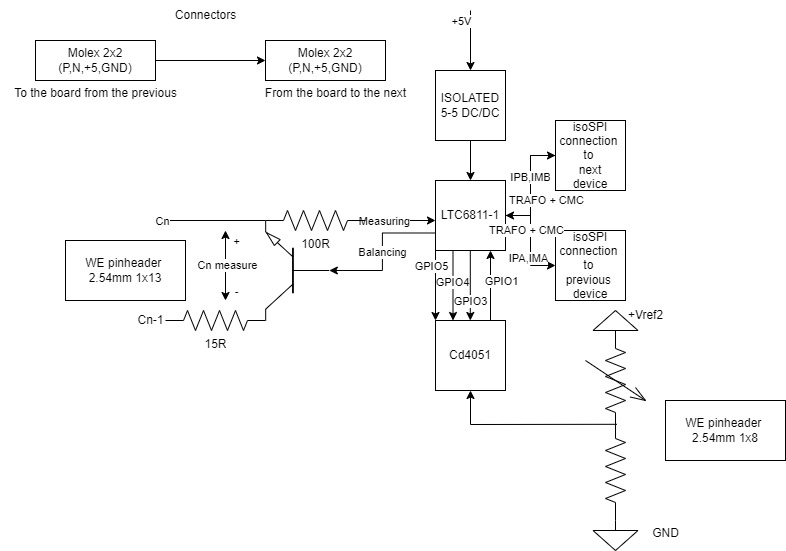 Connectors
+5V
Molex 2x2
(P,N,+5,GND)
Molex 2x2
(P,N,+5,GND)
To the board from the previous
From the board to the next
ISOLATED
5-5 DC/DC
isoSPI
connection
to
next
device
IPB,IMB
TRAFO + CMC
LTC6811-1
TRAFO + CMC
IPA,IMA
isoSPI
connection
to
previous
device
Cn
Measuring
100R
Balancing
WE pinheader
2.54mm 1x13
+
Cn measure
-
GPIO5
GPIO4
GPIO3
GPIO1
Cn-1
15R
Cd4051
+Vref2
WE pinheader
2.54mm 1x8
GND